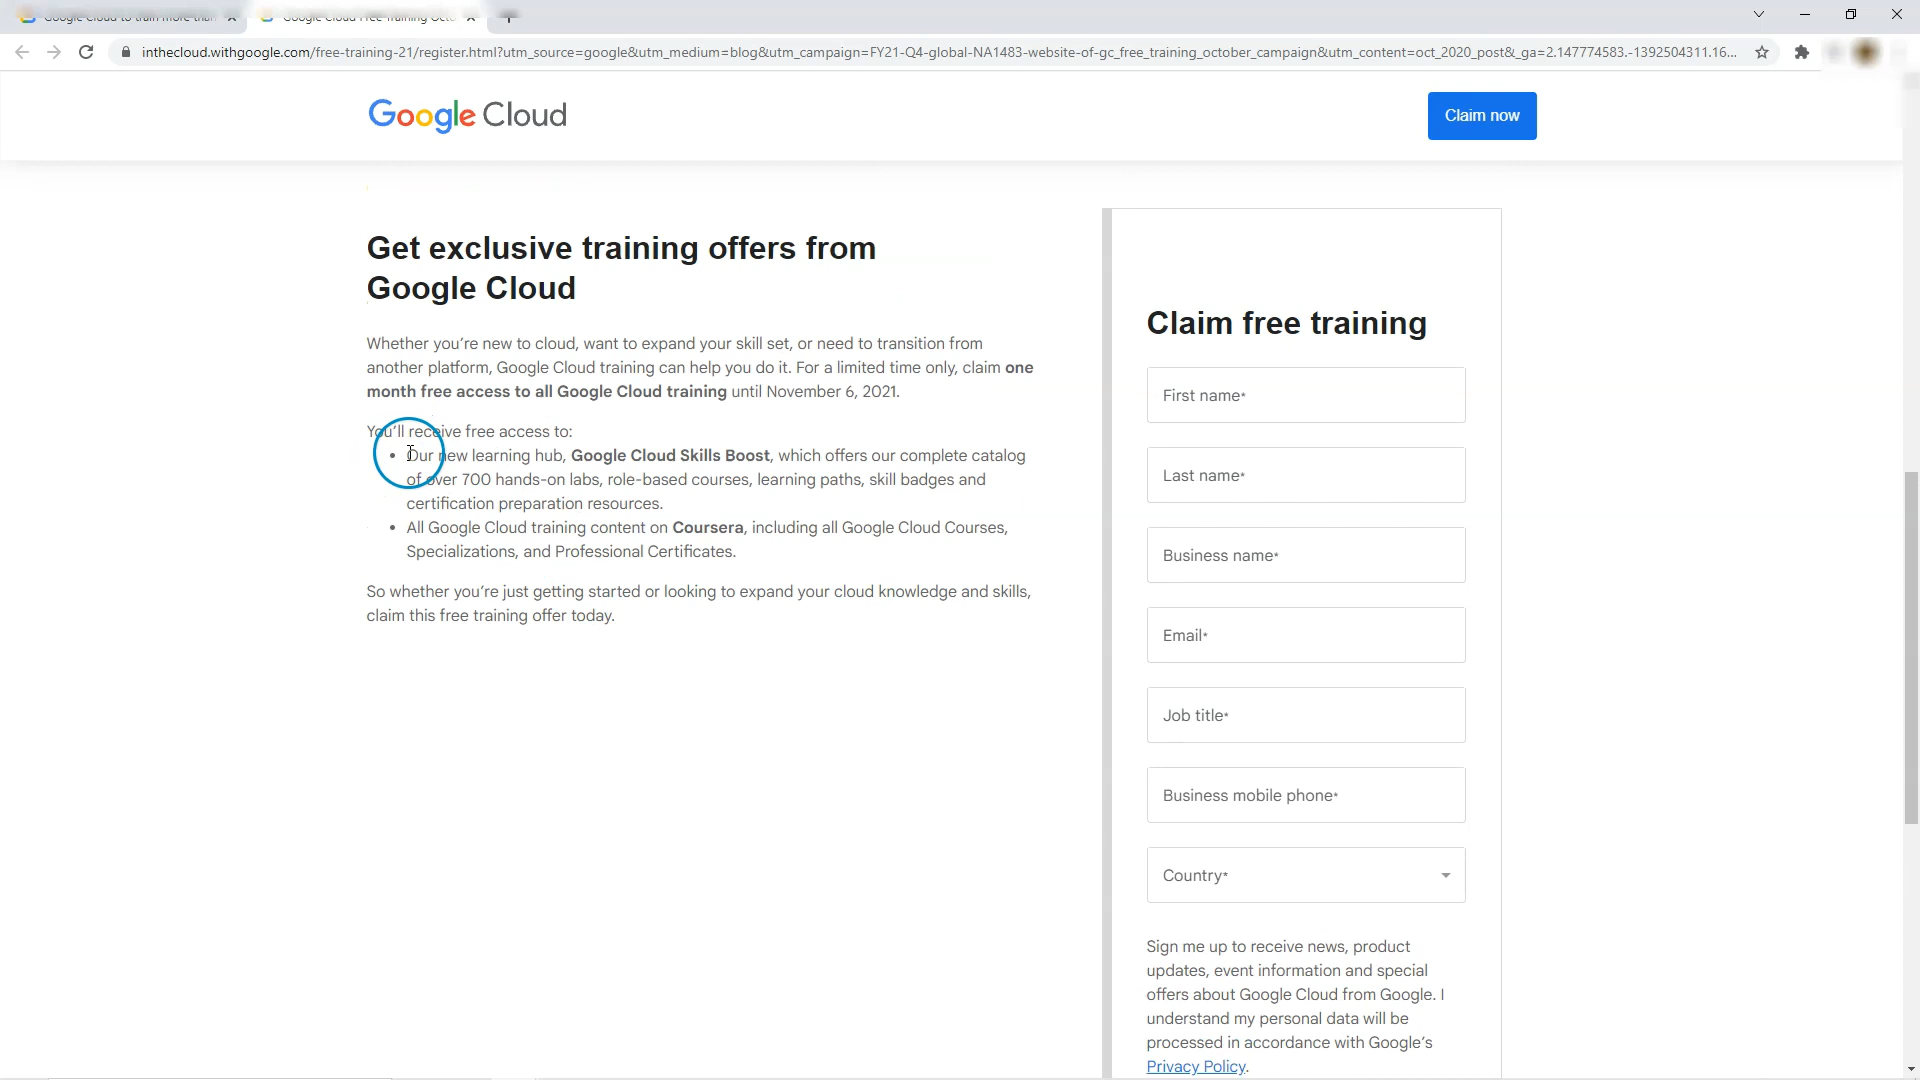 inthecloud.withgoogle.com/free-training-21/register.html?utm_source=google&utm_medium=blog&utm_campaign=FY21-Q4-global-NA1483-website-of-gc_free_training_october_campaign&utm_content=oct_2020_post&_ga=2.147774583.-1392504311.16...
Google Cloud
Claim now
Get exclusive training offers from
Google Cloud
Whether you’re new to cloud, want to expand your skill set, or need to transition from
another platform, Google Cloud training can help you do it. For a limited time only, claim one
month free access to all Google Cloud training until November 6, 2021.
You’ll receive free access to:
• Our new learning hub, Google Cloud Skills Boost, which offers our complete catalog
of over 700 hands-on labs, role-based courses, learning paths, skill badges and
certification preparation resources.
• All Google Cloud training content on Coursera, including all Google Cloud Courses,
Specializations, and Professional Certificates.
So whether you’re just getting started or looking to expand your cloud knowledge and skills,
claim this free training offer today.
Claim free training
First name*
Last name*
Business name*
Email*
Job title*
Business mobile phone*
Country*
Sign me up to receive news, product
updates, event information and special
offers about Google Cloud from Google. I
understand my personal data will be
processed in accordance with Google’s
Privacy Policy.